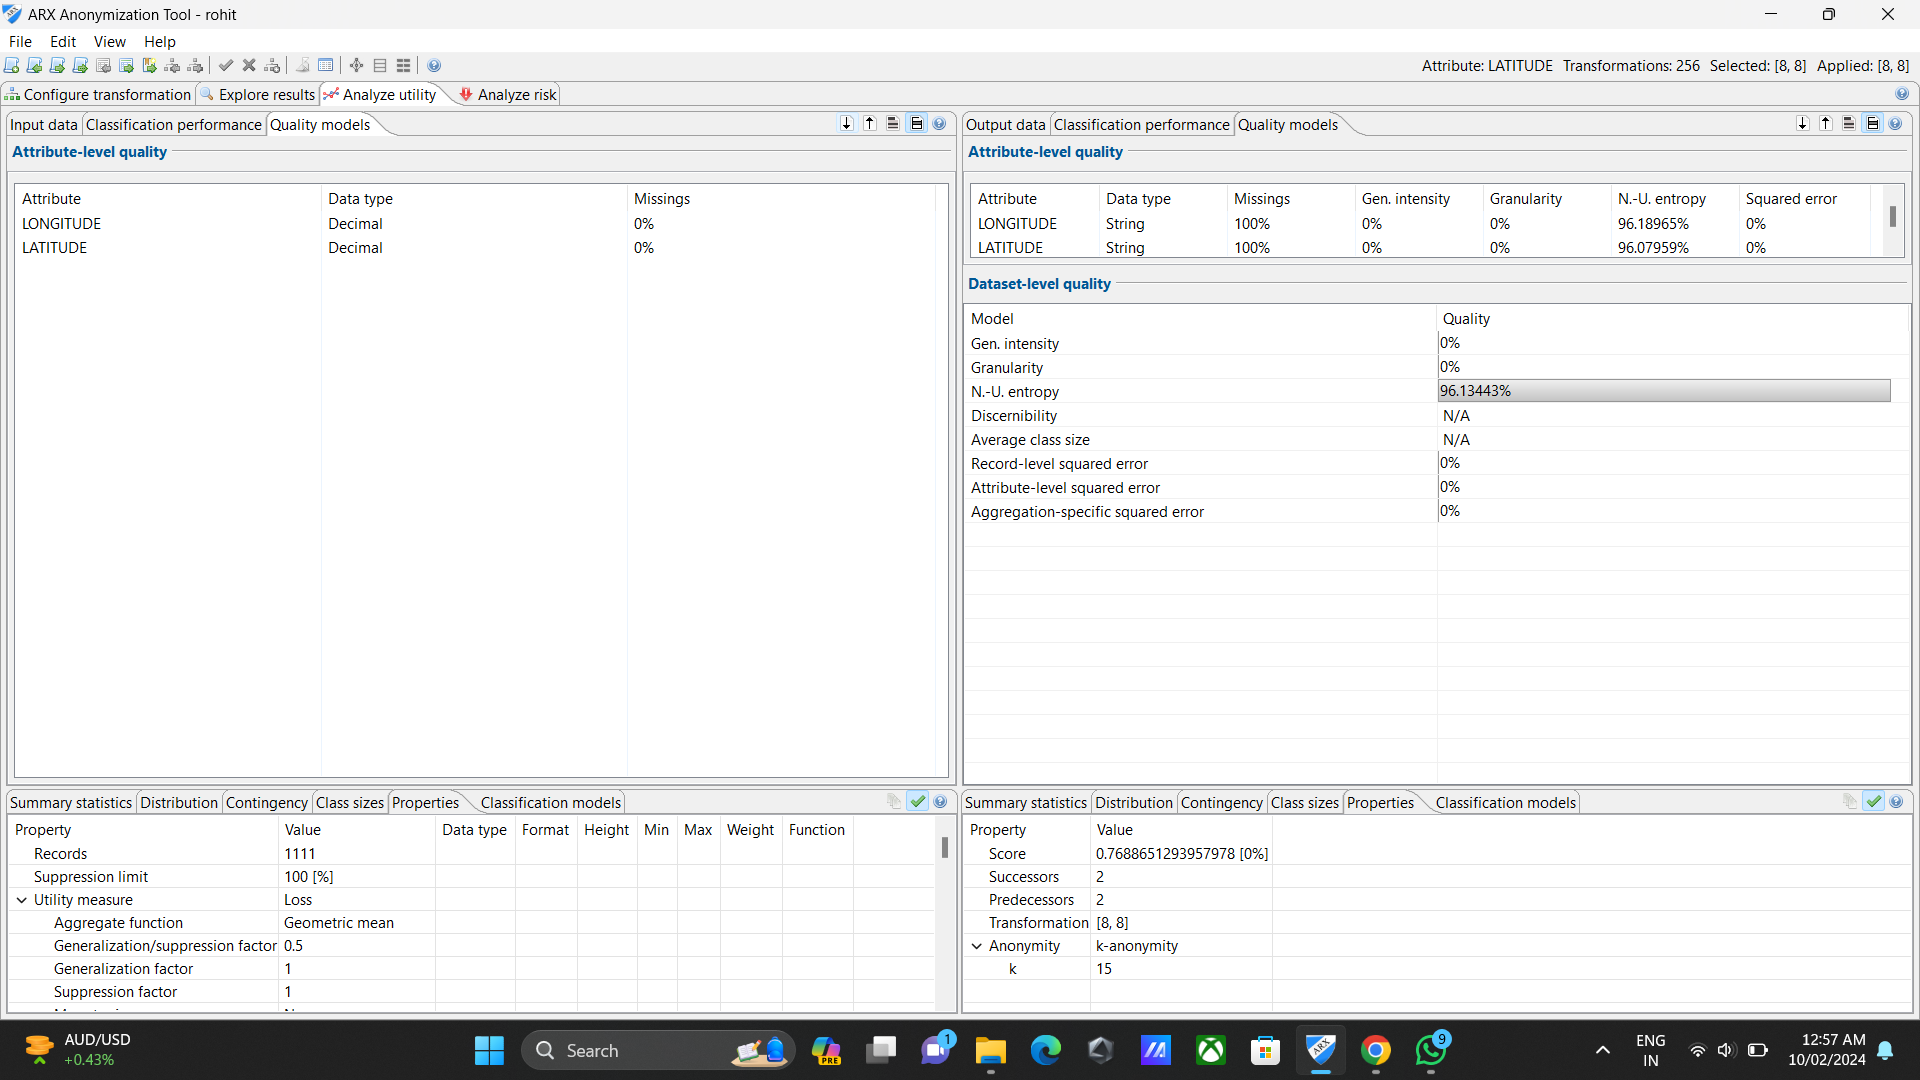 ARX Anonymization Tool - rohit
File Edit View Help
Attribute: LATITUDE Transformations: 256 Selected: [8, 8] Applied: [8, 8]
Configure transformation Explore results Analyze utility Analyze risk
Input data Classification performance Quality models
Attribute-level quality
Attribute Data type Missings
LONGITUDE Decimal 0%
LATITUDE Decimal 0%
Output data Classification performance Quality models
Attribute-level quality
Attribute Data type Missings Gen. intensity Granularity N.-U. entropy Squared error
LONGITUDE String 100% 0% 0% 96.18965% 0%
LATITUDE String 100% 0% 0% 96.07959% 0%
Dataset-level quality
Model Quality
Gen. intensity 0%
Granularity 0%
N.-U. entropy 96.13443%
Discernibility N/A
Average class size N/A
Record-level squared error 0%
Attribute-level squared error 0%
Aggregation-specific squared error 0%
Summary statistics Distribution Contingency Class sizes Properties Classification models
Property Value Data type Format Height Min Max Weight Function
Records 1111
Suppression limit 100 [%]
Utility measure Loss
Aggregate function Geometric mean
Generalization/suppression factor 0.5
Generalization factor 1
Suppression factor 1
Summary statistics Distribution Contingency Class sizes Properties Classification models
Property Value
Score 0.7688651293957978 [0%]
Successors 2
Predecessors 2
Transformation [8, 8]
Anonymity k-anonymity
k 15
AUD/USD
+0.43%
Search
PRE
1
ARX
9
ENG
IN
12:57 AM
10/02/2024